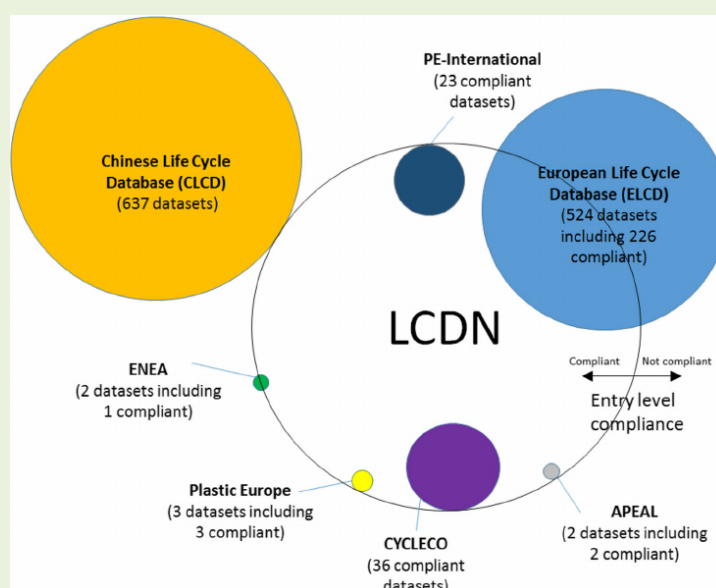 PE-International
(23 compliant
datasets)
Chinese Life Cycle
Database (CLCD)
(637 datasets)
European Life Cycle
Database (ELCD)
(524 datasets
including 226
compliant)
LCDN
Compliant
Not compliant
Entry level
compliance
ENEA
(2 datasets including
1 compliant)
Plastic Europe
(3 datasets including
3 compliant)
CYCLECO
(36 compliant
datasets)
APEAL
(2 datasets including
2 compliant)